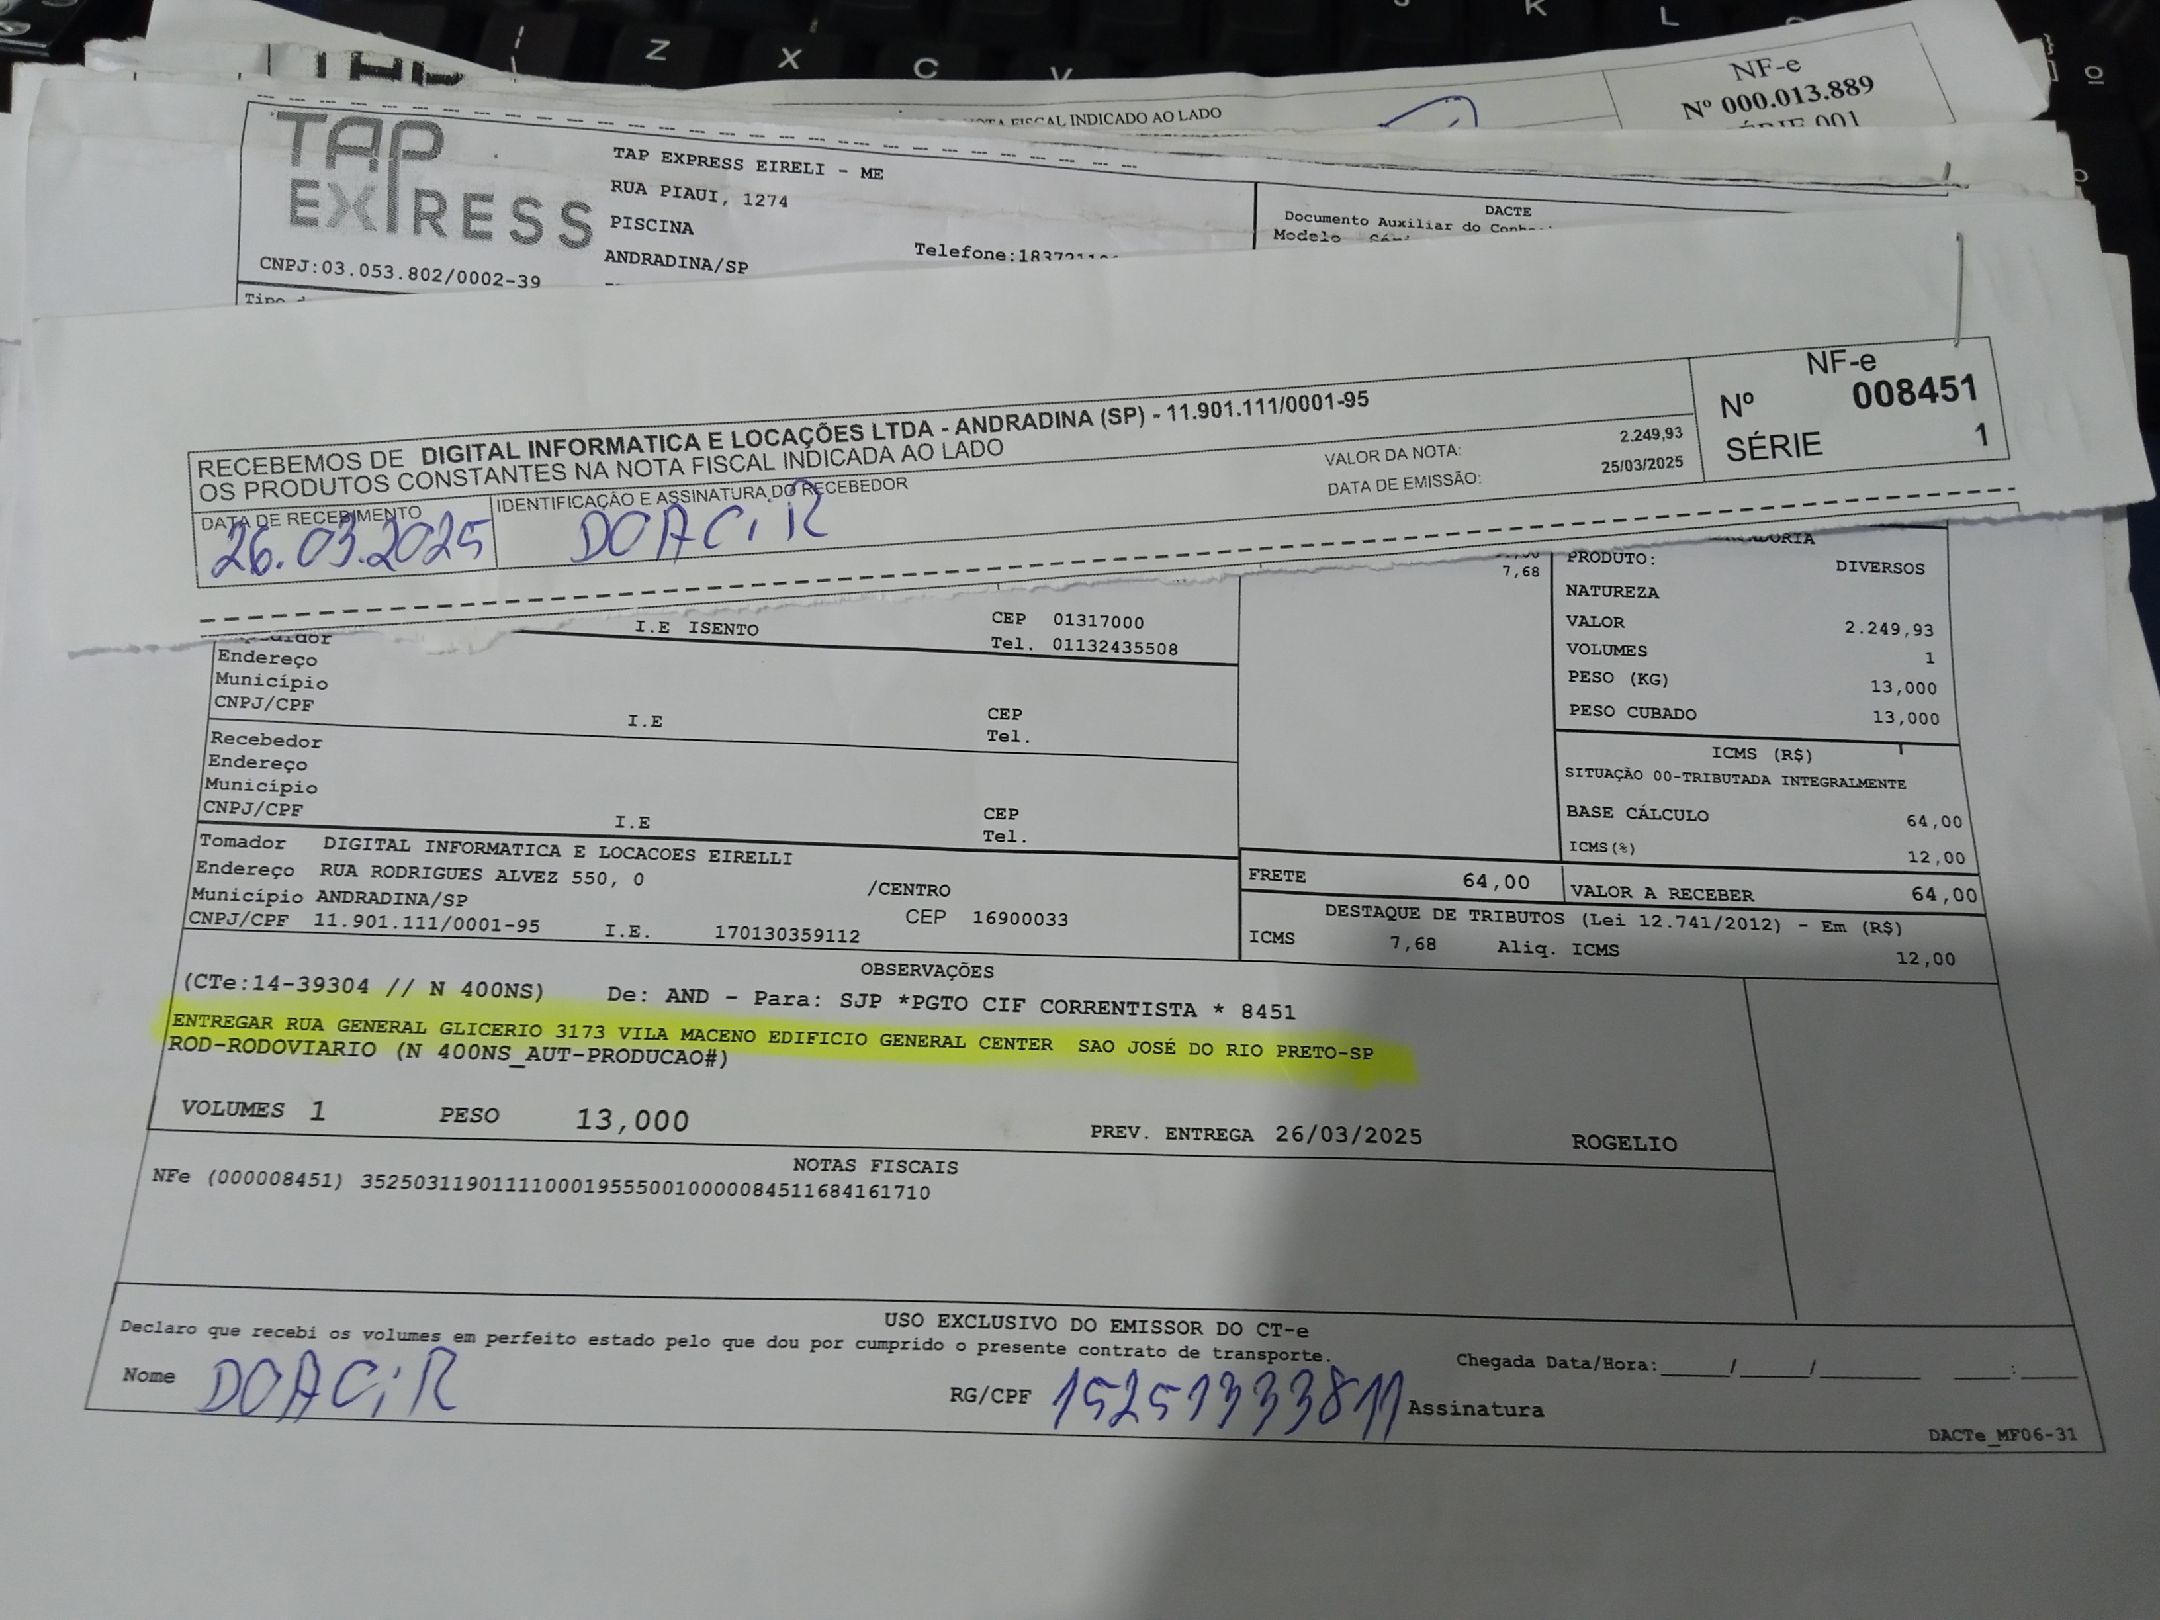 Z X C V K L
NF-e
Nº 000.013.889
NOTA FISCAL INDICADO AO LADO
SÉRIE 001
TAP
EXPRESS
TAP EXPRESS EIRELI - ME
RUA PIAUI, 1274
PISCINA
ANDRADINA/SP
CNPJ:03.053.802/0002-39
DACTE
Documento Auxiliar do
Modelo
NF-e
Nº 008451
SÉRIE 1
RECEBEMOS DE DIGITAL INFORMATICA E LOCAÇÕES LTDA - ANDRADINA (SP) - 11.901.111/0001-95
OS PRODUTOS CONSTANTES NA NOTA FISCAL INDICADA AO LADO
VALOR DA NOTA: 2.249,93
DATA DE EMISSÃO: 25/03/2025
DATA DE RECEBIMENTO
IDENTIFICAÇÃO E ASSINATURA DO RECEBEDOR
26.03.2025 DOACiR
7,68
PRODUTO: DIVERSOS
NATUREZA
VALOR 2.249,93
VOLUMES 1
PESO (KG) 13,000
PESO CUBADO 13,000
I.E ISENTO CEP 01317000
Tel. 01132435508
Endereço
Município
CNPJ/CPF I.E CEP
Tel.
Recebedor
Endereço
Município
CNPJ/CPF I.E CEP
Tel.
ICMS (R$)
SITUAÇÃO 00-TRIBUTADA INTEGRALMENTE
BASE CÁLCULO 64,00
ICMS(%) 12,00
Tomador DIGITAL INFORMATICA E LOCACOES EIRELLI
Endereço RUA RODRIGUES ALVEZ 550, 0 /CENTRO
Município ANDRADINA/SP CEP 16900033
CNPJ/CPF 11.901.111/0001-95 I.E. 170130359112
FRETE 64,00 VALOR A RECEBER 64,00
DESTAQUE DE TRIBUTOS (Lei 12.741/2012) - Em (R$)
ICMS 7,68 Aliq. ICMS 12,00
OBSERVAÇÕES
(CTe:14-39304 // N 400NS) De: AND - Para: SJP *PGTO CIF CORRENTISTA * 8451
ENTREGAR RUA GENERAL GLICERIO 3173 VILA MACENO EDIFICIO GENERAL CENTER SAO JOSÉ DO RIO PRETO-SP
ROD-RODOVIARIO (N 400NS_AUT-PRODUCAO#)
VOLUMES 1 PESO 13,000 PREV. ENTREGA 26/03/2025 ROGELIO
NOTAS FISCAIS
NFe (000008451) 35250311901111000195550010000084511684161710
USO EXCLUSIVO DO EMISSOR DO CT-e
Declaro que recebi os volumes em perfeito estado pelo que dou por cumprido o presente contrato de transporte.
Chegada Data/Hora:_____/_____/_______ ____:____
Nome DOACiR RG/CPF 15251333811 Assinatura
DACTe_MF06-31